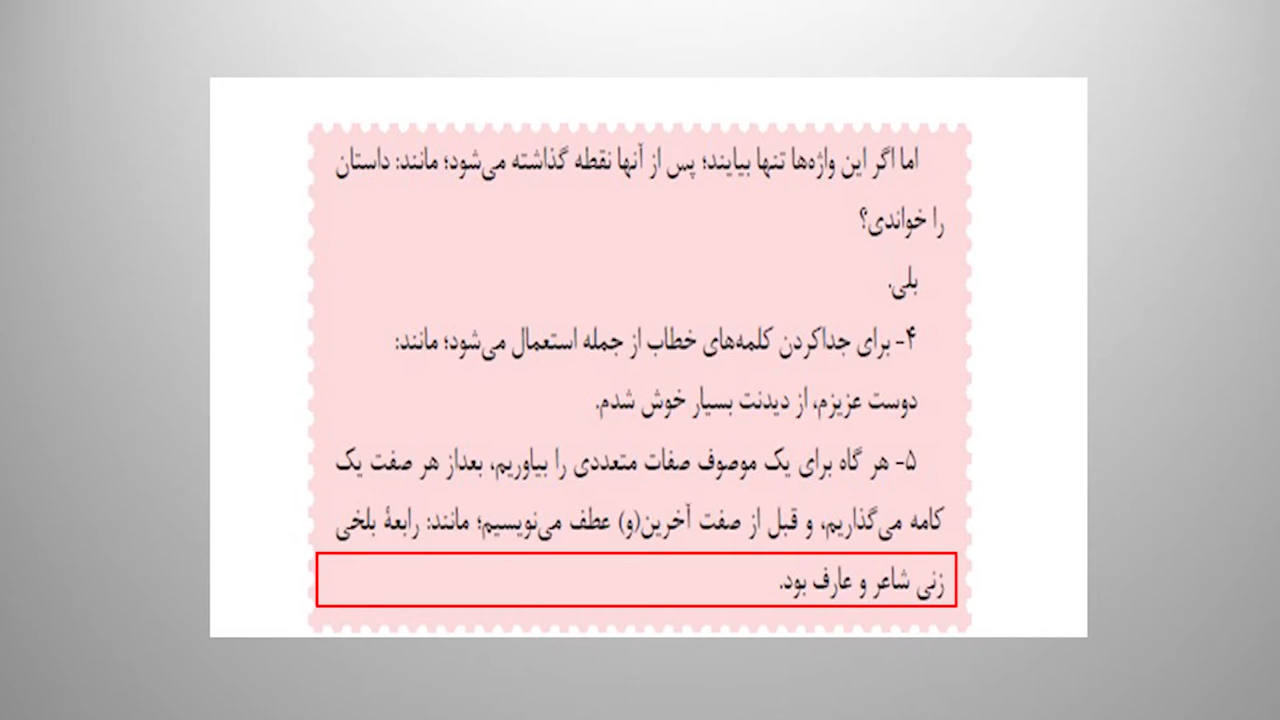 اما اگر این واژه‌ها تنها بیایند؛ پس از آنها نقطه گذاشته می‌شود؛ مانند: داستان
را خواندی؟
بلی.
۴- برای جداکردن کلمه‌های خطاب از جمله استعمال می‌شود؛ مانند:
دوست عزیزم، از دیدنت بسیار خوش شدم.
۵- هر گاه برای یک موصوف صفات متعددی را بیاوریم، بعداز هر صفت یک
کامه می‌گذاریم، و قبل از صفت آخرین(و) عطف می‌نویسیم؛ مانند: رابعهٔ بلخی
زنی شاعر و عارف بود.